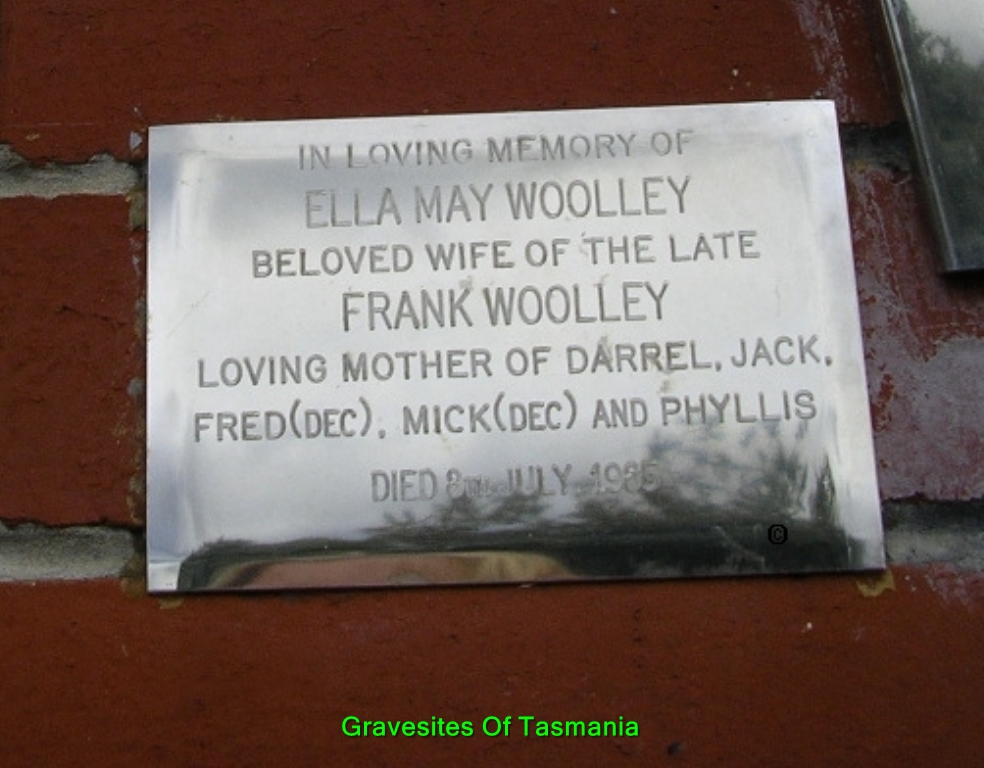 IN LOVING MEMORY OF
ELLA MAY WOOLLEY
BELOVED WIFE OF THE LATE
FRANK WOOLLEY
LOVING MOTHER OF DARREL, JACK,
FRED(DEC), MICK(DEC) AND PHYLLIS
DIED 8TH JULY, 1985
©
Gravesites Of Tasmania